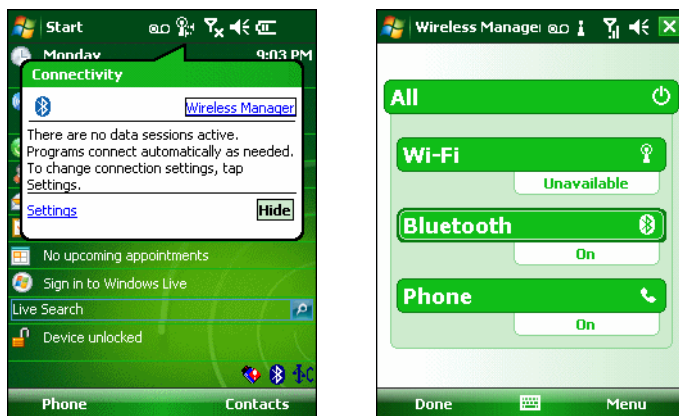 Start
Monday
9:03 PM
Connectivity
Wireless Manager
There are no data sessions active.
Programs connect automatically as needed.
To change connection settings, tap
Settings.
Settings
Hide
No upcoming appointments
Sign in to Windows Live
Live Search
Device unlocked
Phone
Contacts
Wireless Manage
All
Wi-Fi
Unavailable
Bluetooth
On
Phone
On
Done
Menu